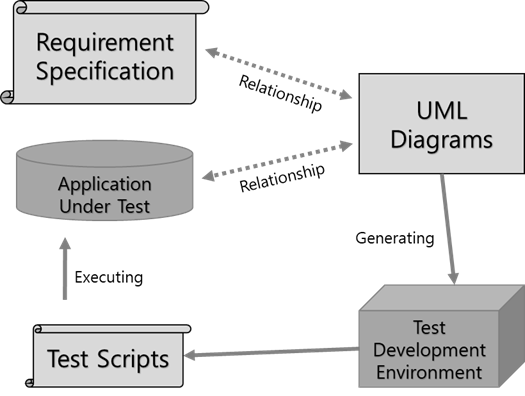 Requirement
Specification
Relationship
UML
Diagrams
Application
Under Test
Relationship
Generating
Executing
Test Scripts
Test
Development
Environment